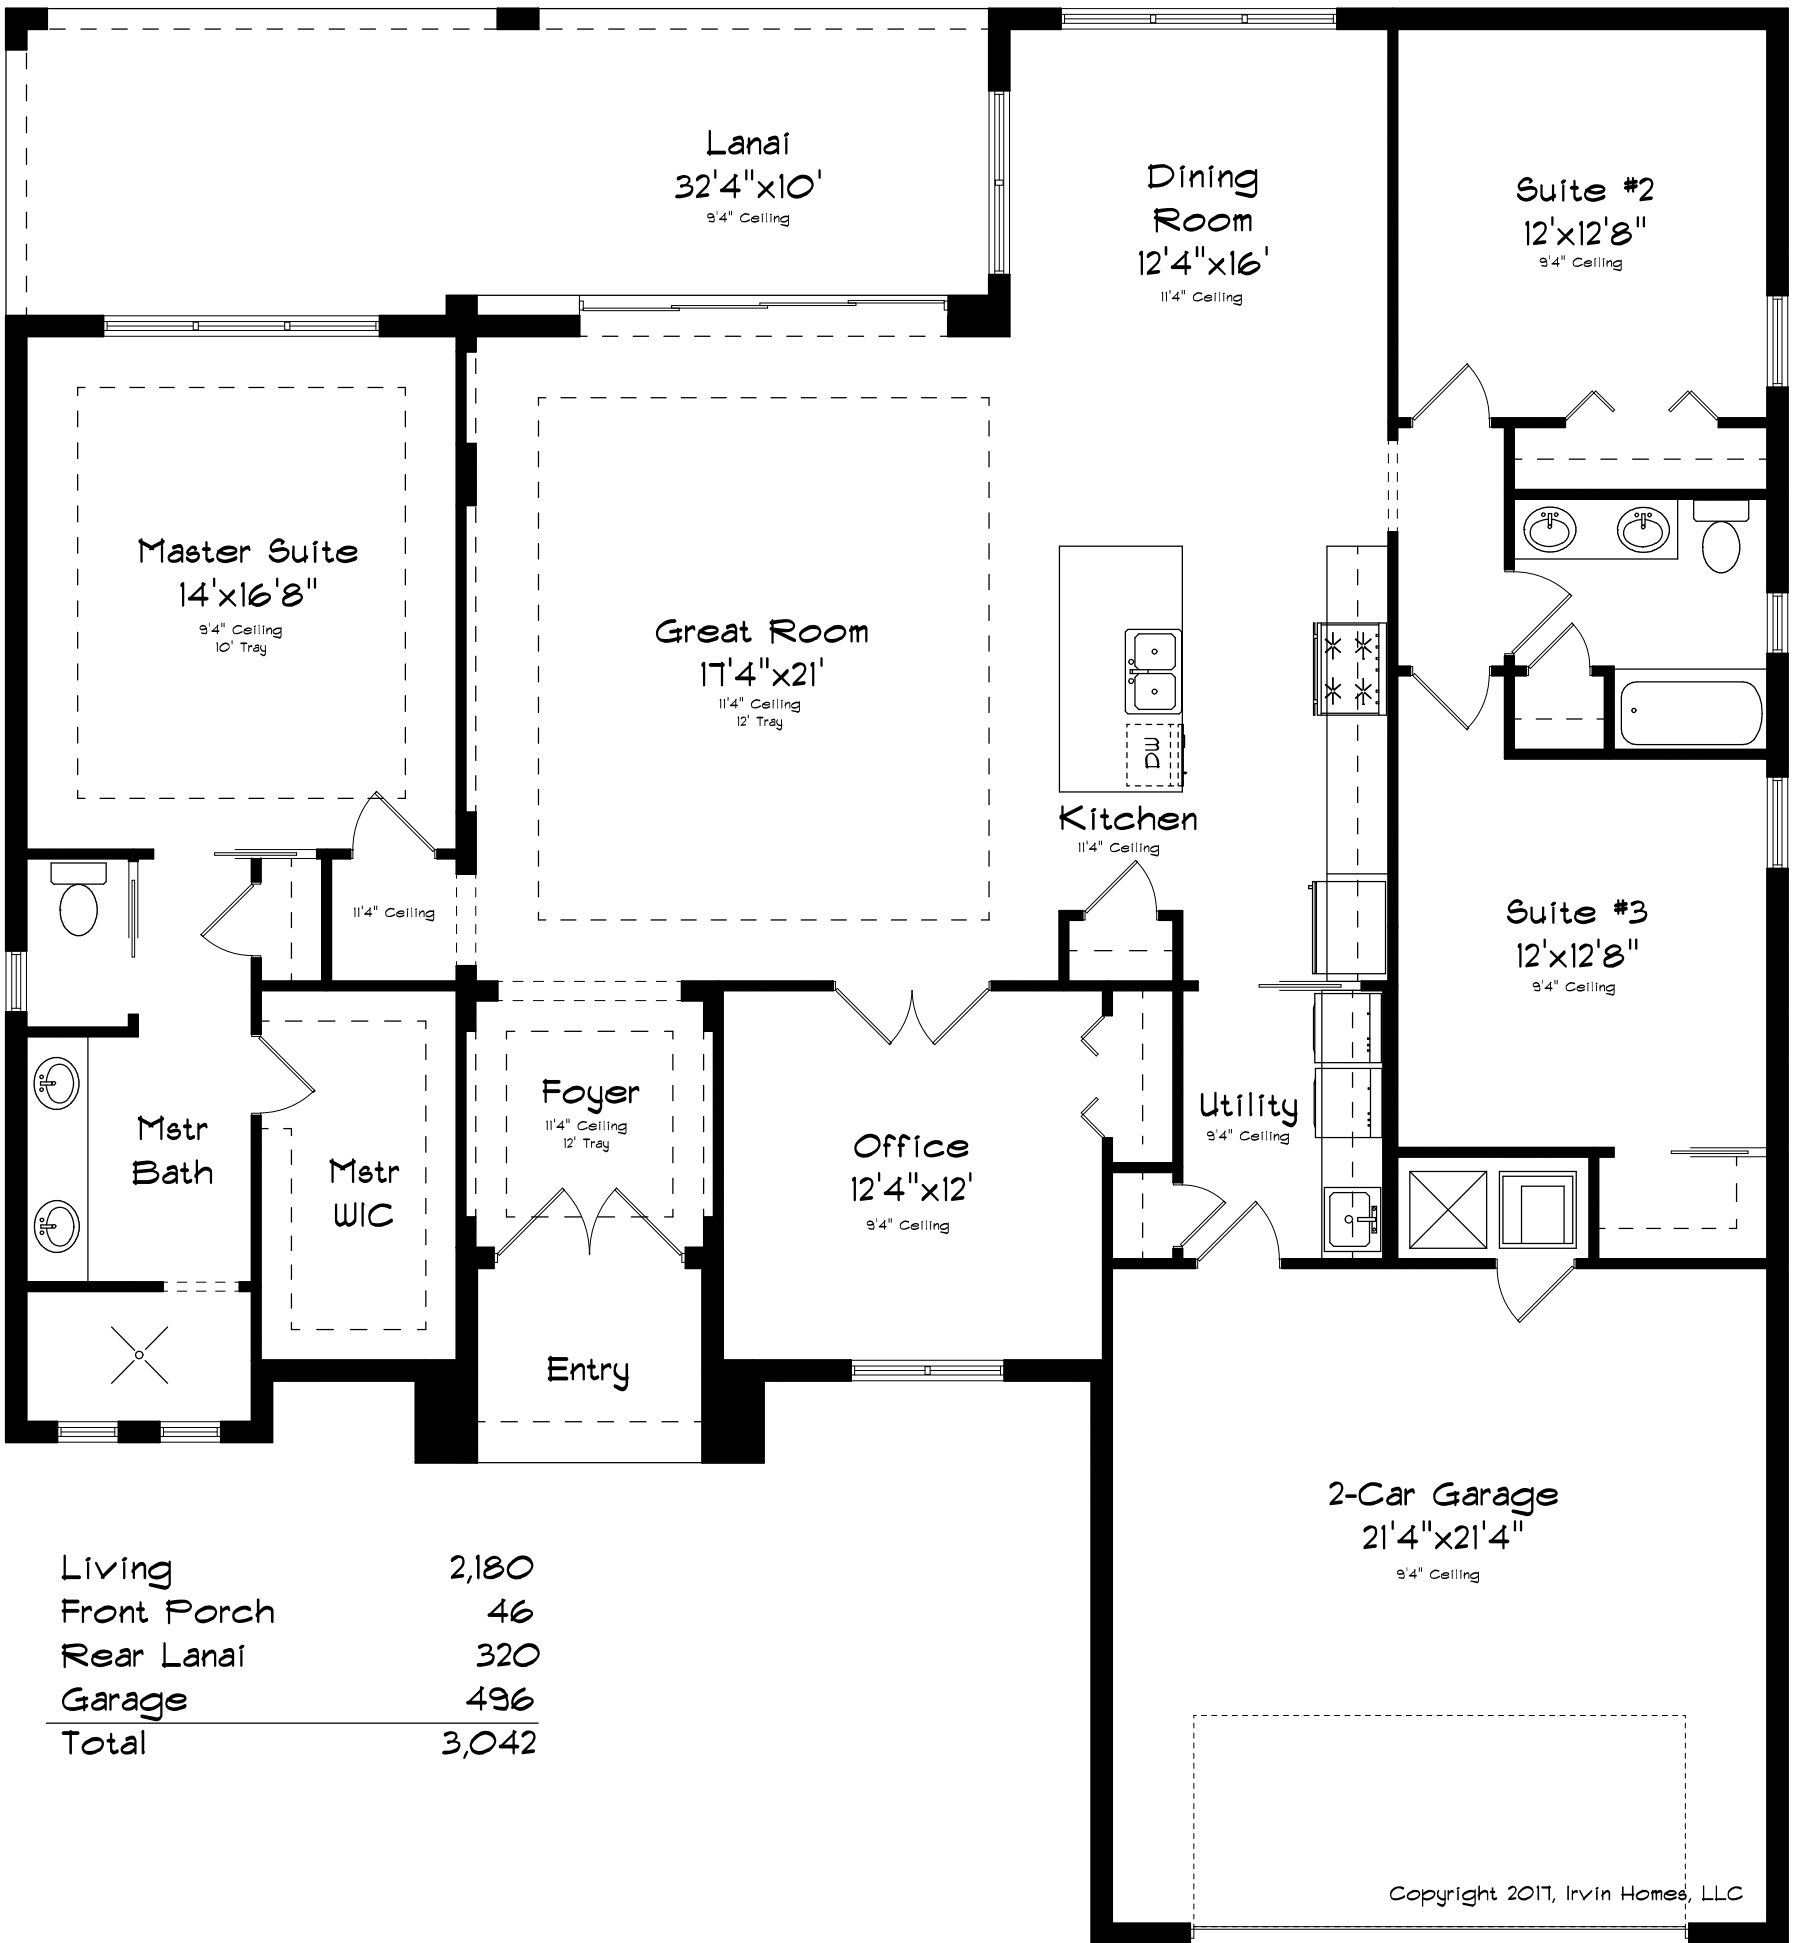 Lanai
32'4"x10'
9'4" Ceiling
Dining
Room
12'4"x16'
11'4" Ceiling
Suite #2
12'x12'8"
9'4" Ceiling
Master Suite
14'x16'8"
9'4" Ceiling
10' Tray
Great Room
17'4"x21'
11'4" Ceiling
12' Tray
DW
Kitchen
11'4" Ceiling
11'4" Ceiling
Suite #3
12'x12'8"
9'4" Ceiling
Foyer
11'4" Ceiling
12' Tray
Utility
9'4" Ceiling
Mstr
Bath
Mstr
WIC
Office
12'4"x12'
9'4" Ceiling
Entry
2-Car Garage
21'4"x21'4"
9'4" Ceiling
Living 2,180
Front Porch 46
Rear Lanai 320
Garage 496
Total 3,042
Copyright 2017, Irvin Homes, LLC